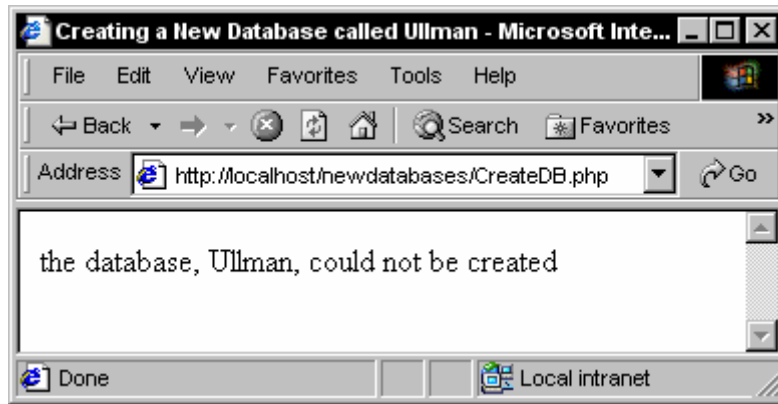 Creating a New Database called Ullman - Microsoft Inte...
File Edit View Favorites Tools Help
Back Search Favorites »
Address http://localhost/newdatabases/CreateDB.php Go
the database, Ullman, could not be created
Done Local intranet